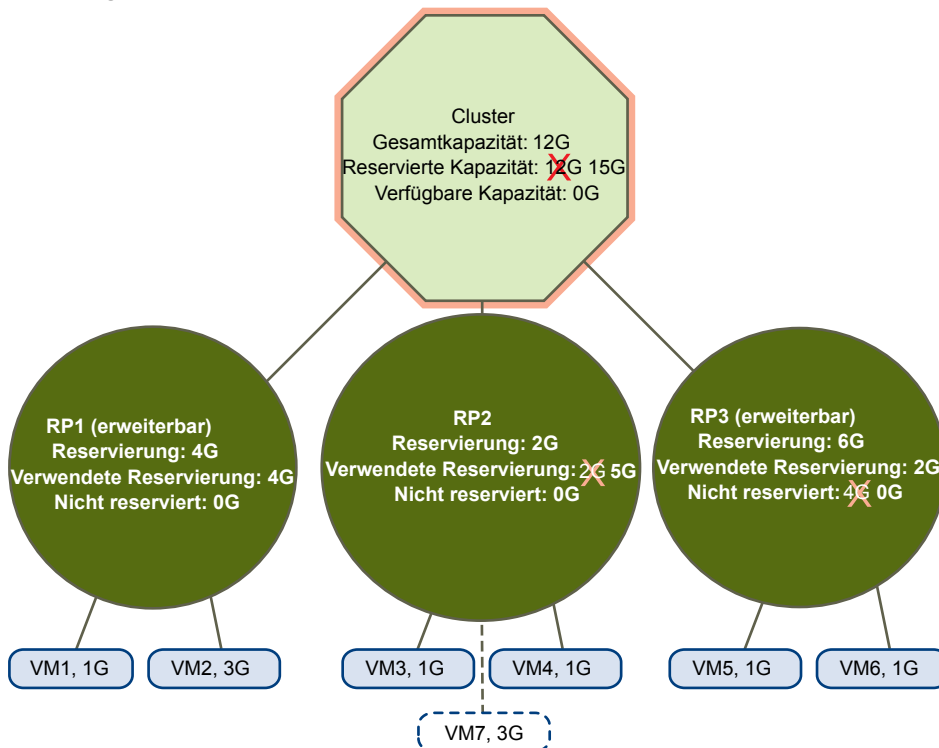 Cluster
Gesamtkapazität: 12G
Reservierte Kapazität: 12G 15G
Verfügbare Kapazität: 0G
RP1 (erweiterbar)
Reservierung: 4G
Verwendete Reservierung: 4G
Nicht reserviert: 0G
RP2
Reservierung: 2G
Verwendete Reservierung: 2G 5G
Nicht reserviert: 0G
RP3 (erweiterbar)
Reservierung: 6G
Verwendete Reservierung: 2G
Nicht reserviert: 4G 0G
VM1, 1G
VM2, 3G
VM3, 1G
VM4, 1G
VM5, 1G
VM6, 1G
VM7, 3G